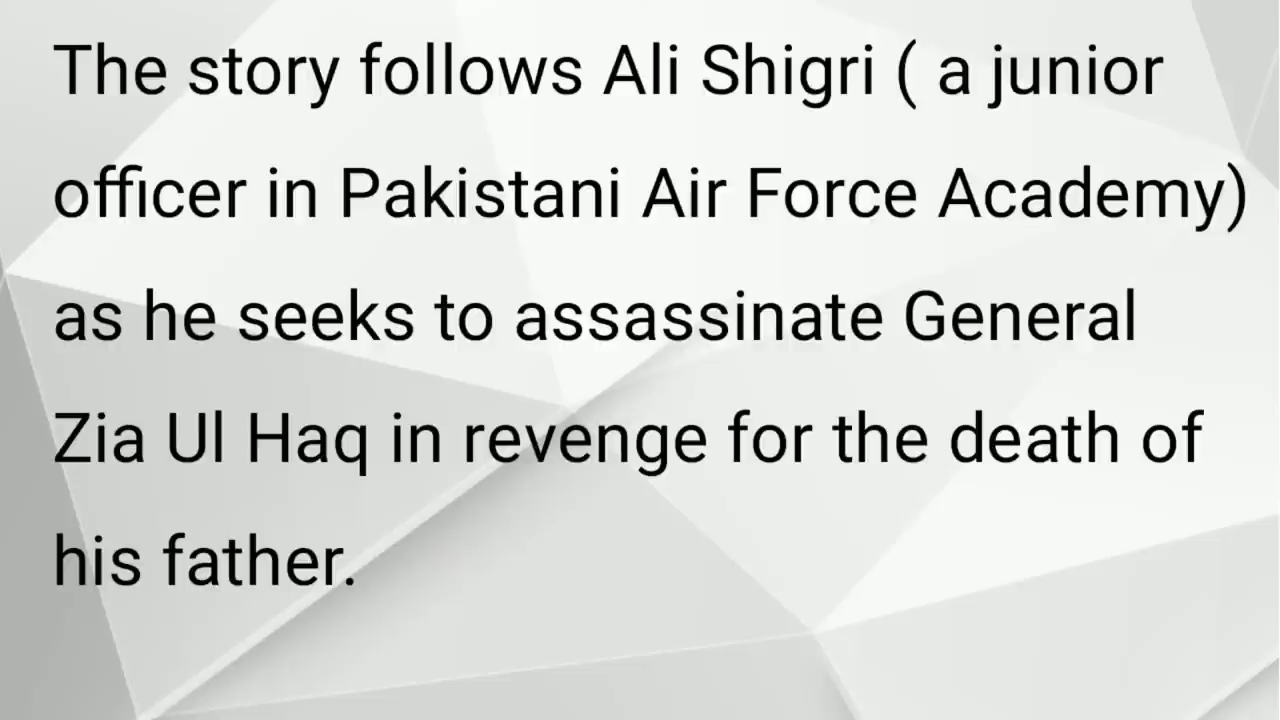 The story follows Ali Shigri ( a junior
officer in Pakistani Air Force Academy)
as he seeks to assassinate General
Zia Ul Haq in revenge for the death of
his father.